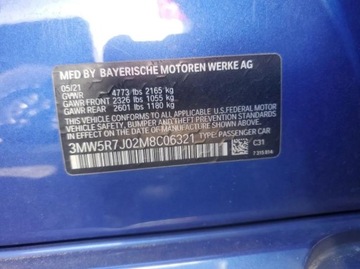 MFD BY BAYERISCHE MOTOREN WERKE AG
05/21
GVWR 4773 lbs 2165 kg
GAWR FRONT 2326 lbs 1055 kg
GAWR REAR 2601 lbs 1180 kg
THIS VEHICLE CONFORMS TO ALL APPLICABLE U.S.FEDERAL MOTOR
VEHICLE SAFETY, BUMPER AND THEFT PREVENTION STANDARDS IN
EFFECT ON THE DATE OF MANUFACTURE SHOWN ABOVE.
3MW5R7J02M8C06321 TYPE: PASSENGER CAR
C31